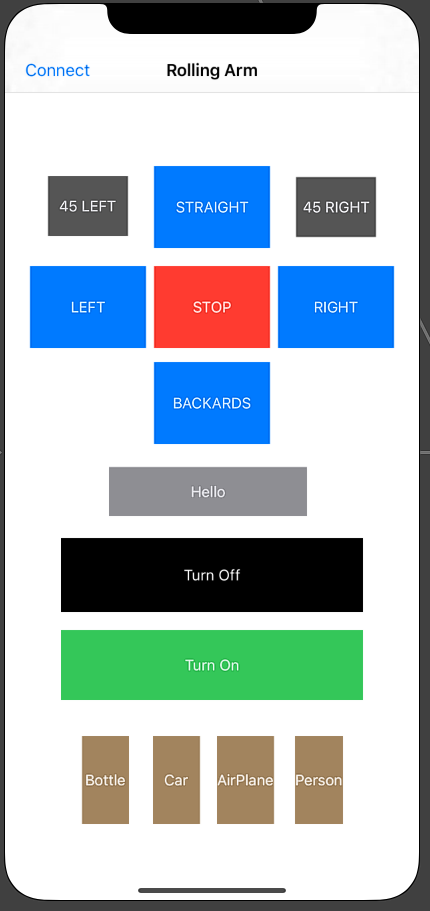 Connect
Rolling Arm
45 LEFT
STRAIGHT
45 RIGHT
LEFT
STOP
RIGHT
BACKARDS
Hello
Turn Off
Turn On
Bottle
Car
AirPlane
Person